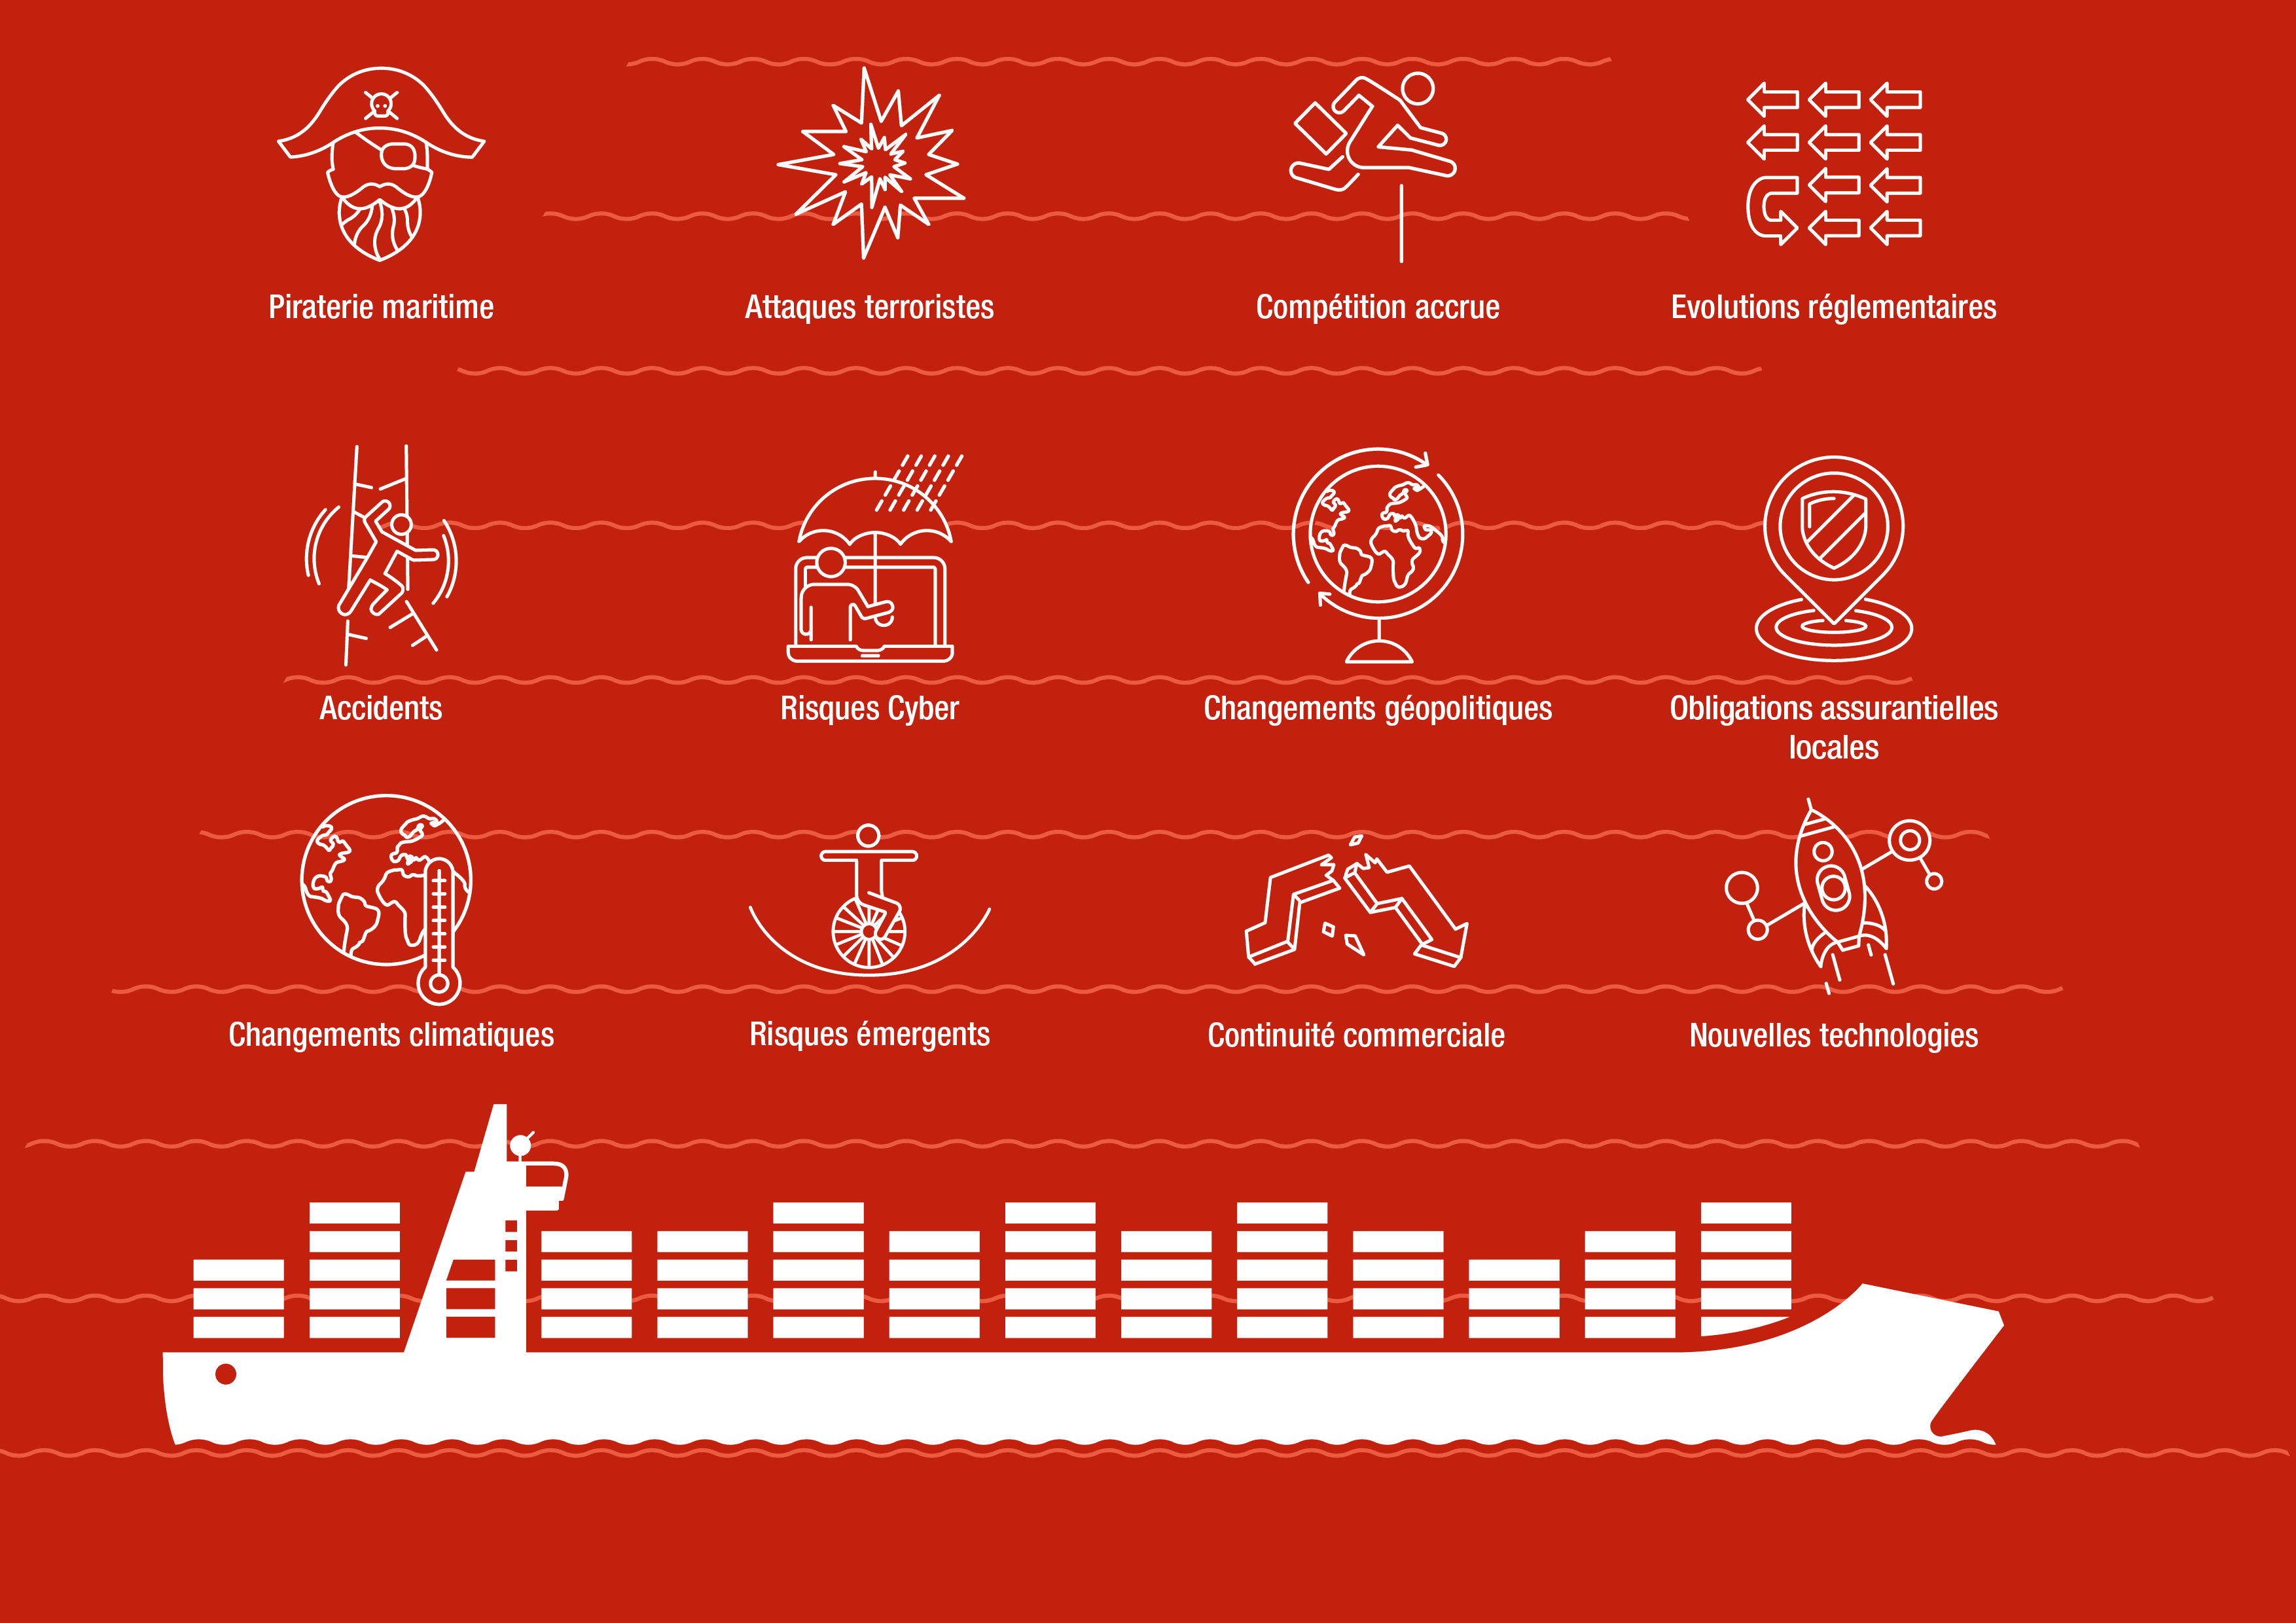 Piraterie maritime
Attaques terroristes
Compétition accrue
Evolutions réglementaires
Accidents
Risques Cyber
Changements géopolitiques
Obligations assurantielles
locales
Changements climatiques
Risques émergents
Continuité commerciale
Nouvelles technologies